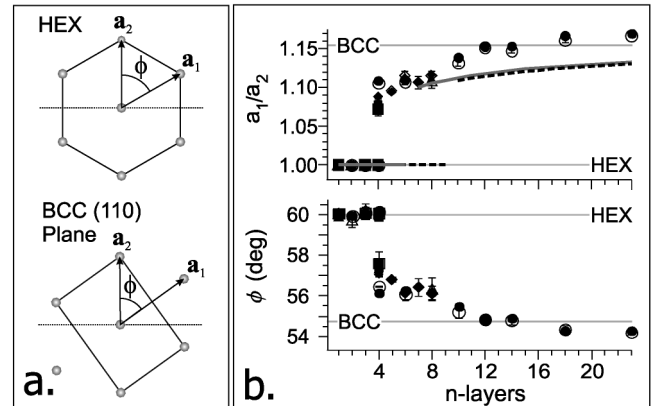 HEX
a₂
a₁
ϕ
BCC (110)
Plane
a₂
a₁
ϕ
a.
a₁/a₂
1.15
1.10
1.05
1.00
BCC
HEX
ϕ (deg)
60
58
56
54
HEX
BCC
4 8 12 16 20
n-layers
b.